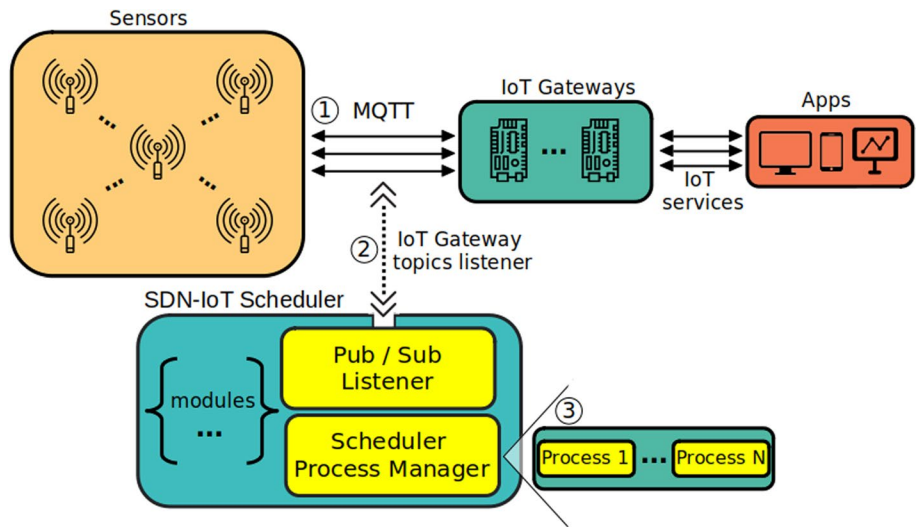 Sensors
① MQTT
IoT Gateways
...
Apps
IoT
services
② IoT Gateway
topics listener
SDN-IoT Scheduler
Pub / Sub
Listener
modules
...
Scheduler
Process Manager
③
Process 1 ... Process N